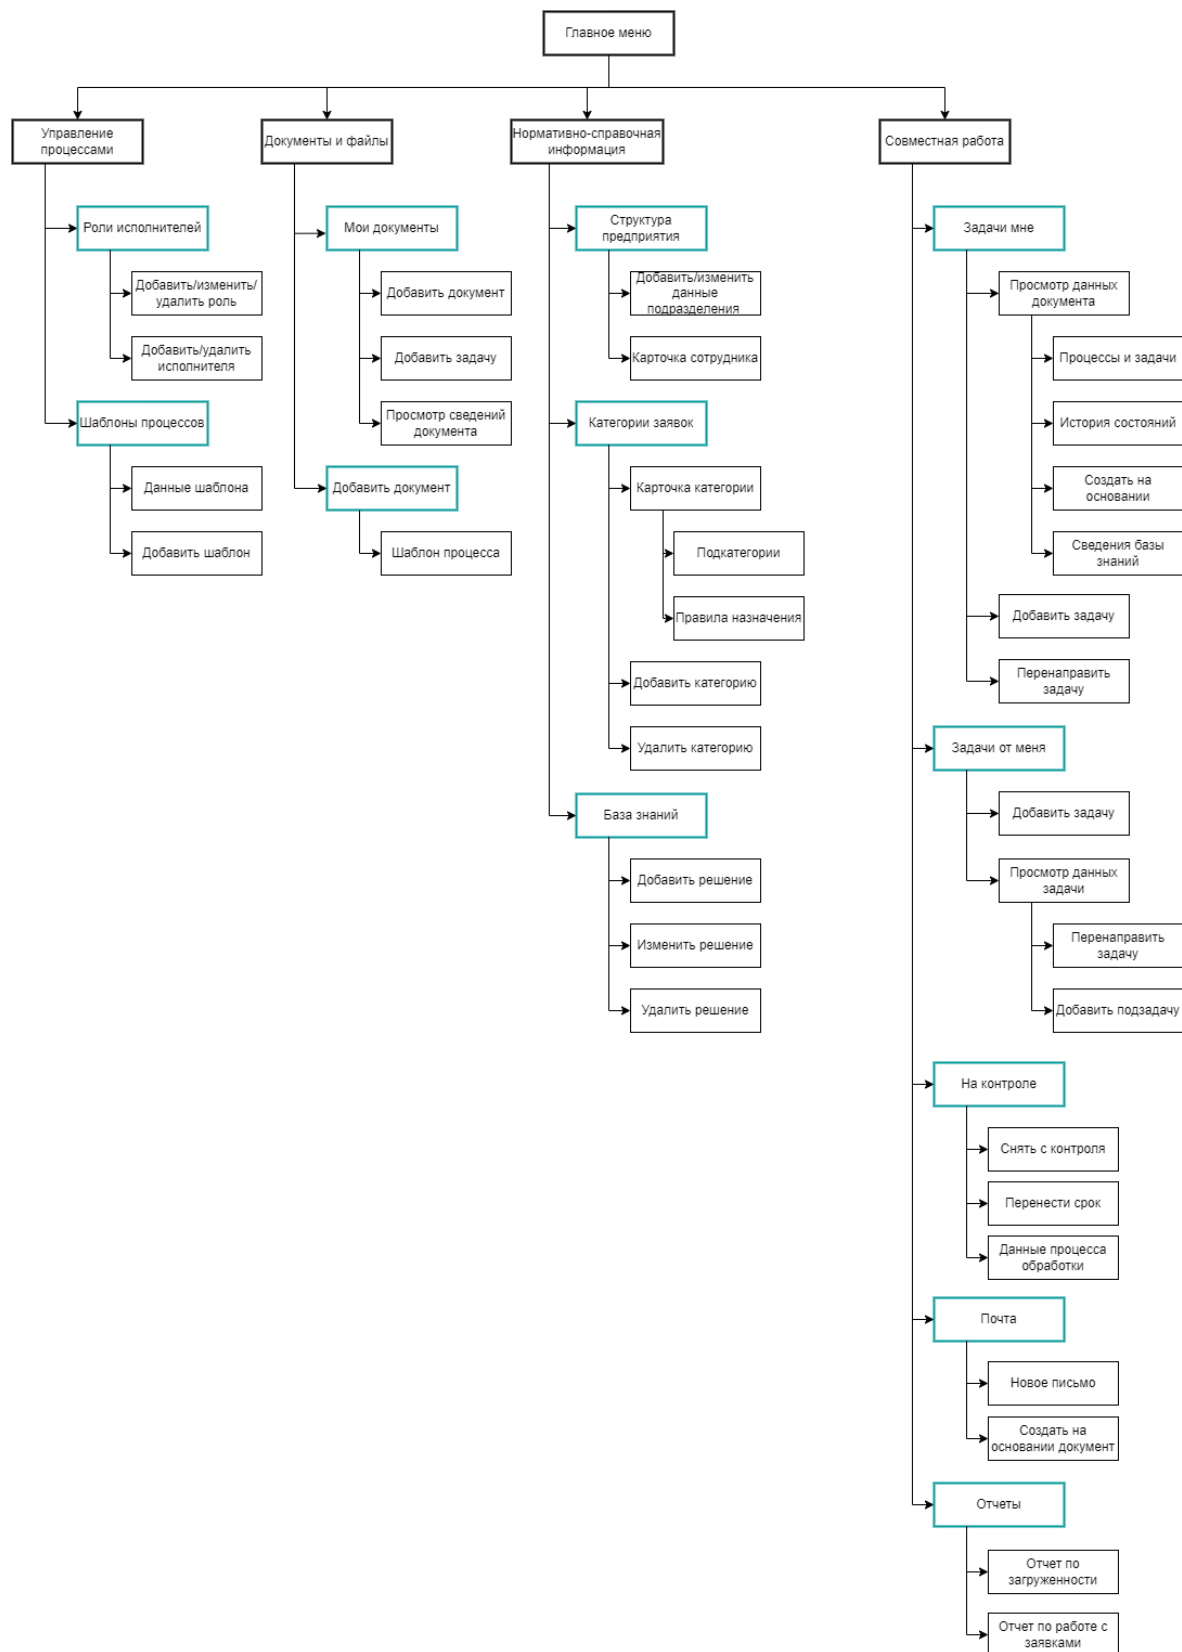 Главное меню
Управление
процессами
Роли исполнителей
Добавить/изменить/
удалить роль
Добавить/удалить
исполнителя
Шаблоны процессов
Данные шаблона
Добавить шаблон
Документы и файлы
Мои документы
Добавить документ
Добавить задачу
Просмотр сведений
документа
Добавить документ
Шаблон процесса
Нормативно-справочная
информация
Структура
предприятия
Добавить/изменить
данные
подразделения
Карточка сотрудника
Категории заявок
Карточка категории
Подкатегории
Правила назначения
Добавить категорию
Удалить категорию
База знаний
Добавить решение
Изменить решение
Удалить решение
Совместная работа
Задачи мне
Просмотр данных
документа
Процессы и задачи
История состояний
Создать на
основании
Сведения базы
знаний
Добавить задачу
Перенаправить
задачу
Задачи от меня
Добавить задачу
Просмотр данных
задачи
Перенаправить
задачу
Добавить подзадачу
На контроле
Снять с контроля
Перенести срок
Данные процесса
обработки
Почта
Новое письмо
Создать на
основании документ
Отчеты
Отчет по
загруженности
Отчет по работе с
заявками